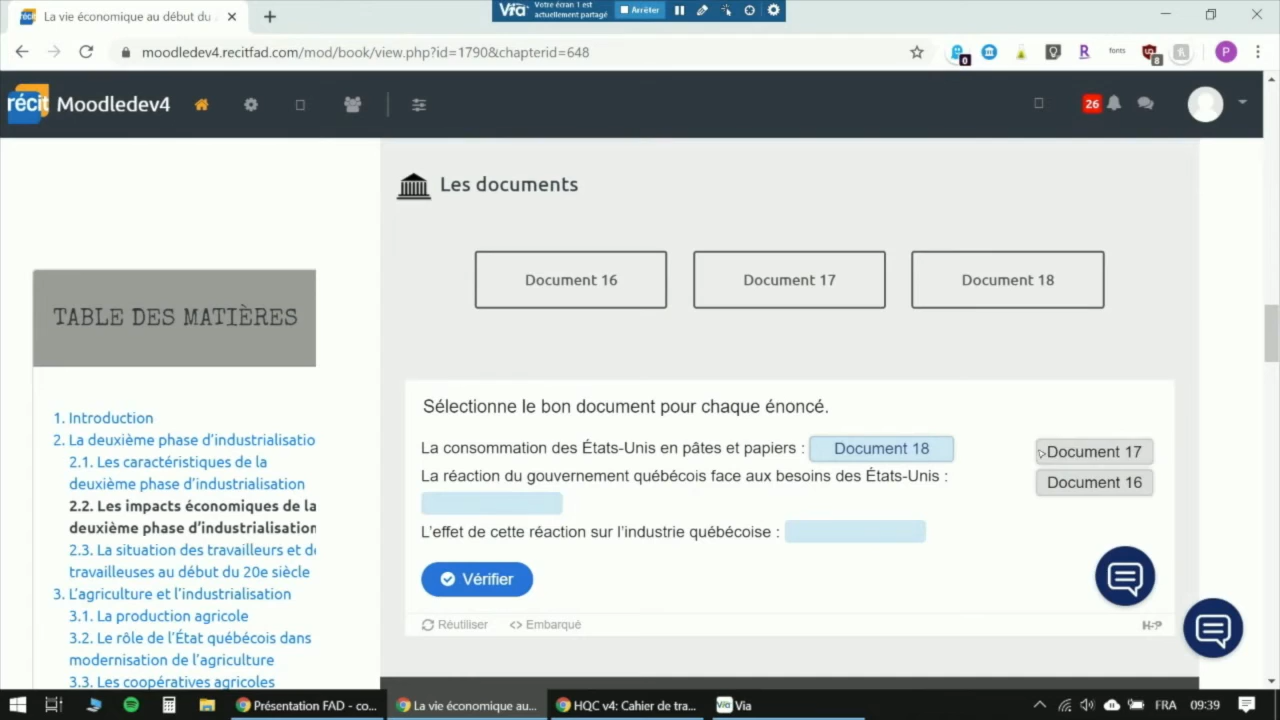 La vie économique au début du
Via
Votre écran 1 est
actuellement partagé
Arrêter
moodledev4.recitfad.com/mod/book/view.php?id=1790&chapterid=648
0
R
fonts
8
P
récit Moodledev4
26
Les documents
Document 16
Document 17
Document 18
TABLE DES MATIÈRES
1. Introduction
2. La deuxième phase d'industrialisatio
2.1. Les caractéristiques de la
deuxième phase d'industrialisation
2.2. Les impacts économiques de la
deuxième phase d'industrialisation
2.3. La situation des travailleurs et de
travailleuses au début du 20e siècle
3. L'agriculture et l'industrialisation
3.1. La production agricole
3.2. Le rôle de l'État québécois dans
modernisation de l'agriculture
3.3. Les coopératives agricoles
Sélectionne le bon document pour chaque énoncé.
La consommation des États-Unis en pâtes et papiers : Document 18
La réaction du gouvernement québécois face aux besoins des États-Unis :
L'effet de cette réaction sur l'industrie québécoise :
Document 17
Document 16
Vérifier
Réutiliser
<> Embarqué
H-P
Présentation FAD - co...
La vie économique au...
HQC v4: Cahier de tra...
Via
Via
FRA
09:39